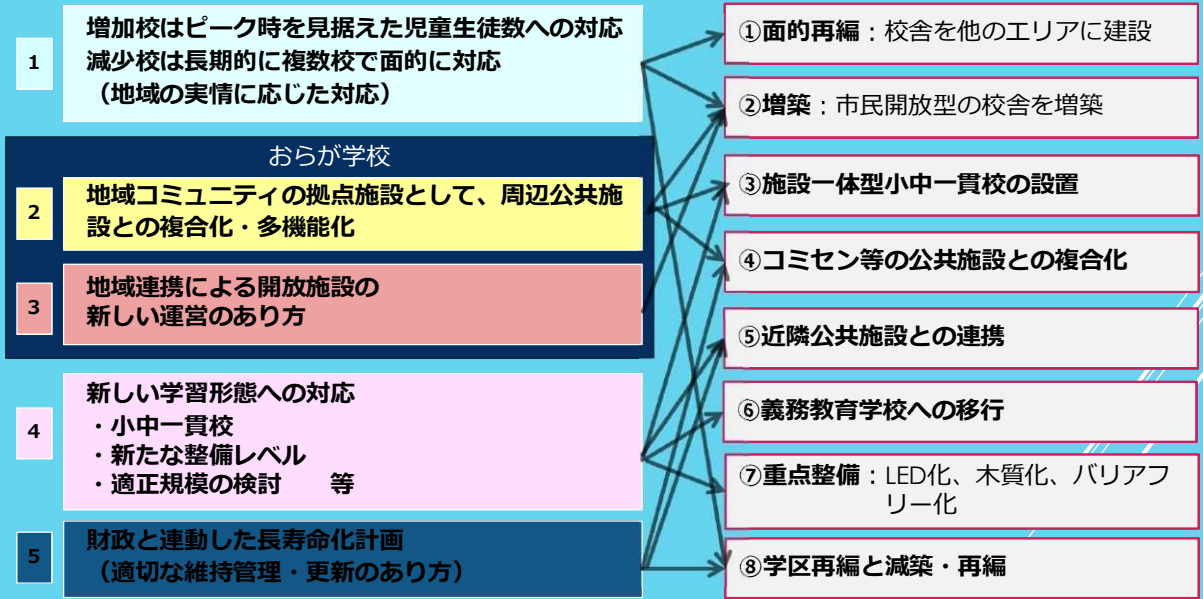 1
増加校はピーク時を見据えた児童生徒数への対応
減少校は長期的に複数校で面的に対応
（地域の実情に応じた対応）
おらが学校
2
地域コミュニティの拠点施設として、周辺公共施
設との複合化・多機能化
3
地域連携による開放施設の
新しい運営のあり方
4
新しい学習形態への対応
・小中一貫校
・新たな整備レベル
・適正規模の検討　　等
5
財政と連動した長寿命化計画
（適切な維持管理・更新のあり方）
①面的再編：校舎を他のエリアに建設
②増築：市民開放型の校舎を増築
③施設一体型小中一貫校の設置
④コミセン等の公共施設との複合化
⑤近隣公共施設との連携
⑥義務教育学校への移行
⑦重点整備：LED化、木質化、バリアフ
リー化
⑧学区再編と減築・再編